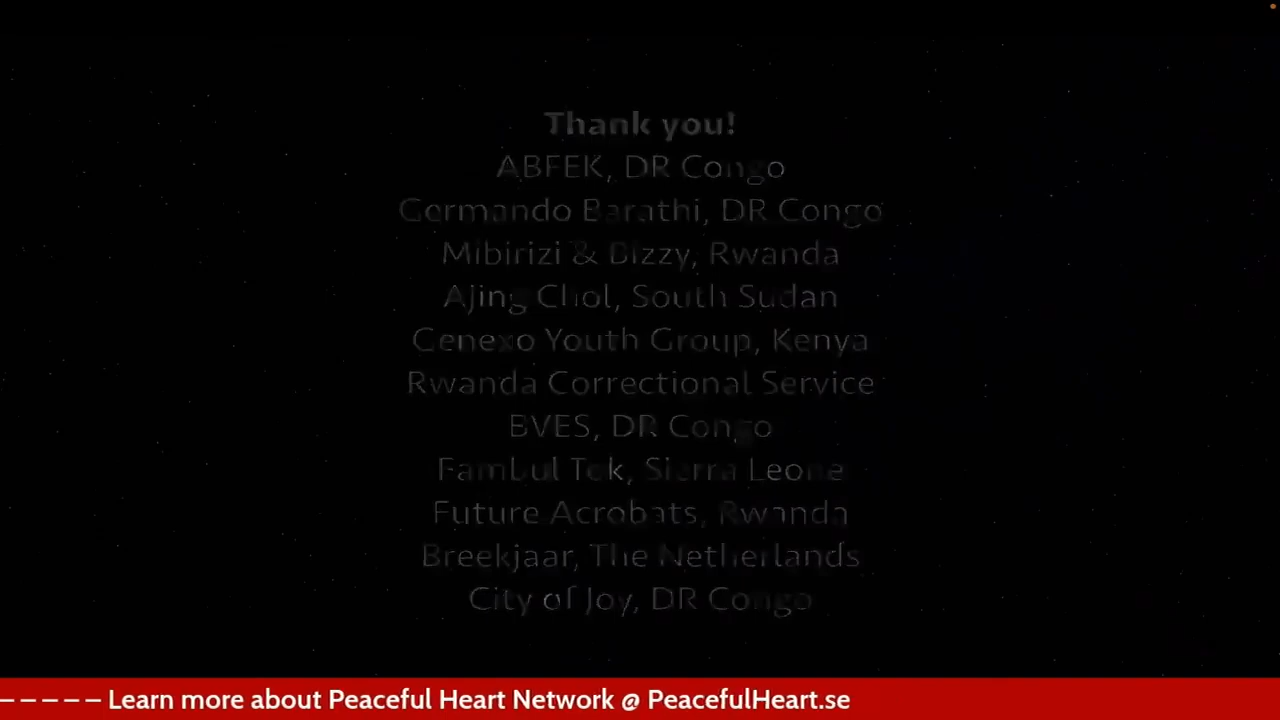 Thank you!
ABFEK, DR Congo
Gormando Barathi, DR Congo
Mibirizi & Bizzy, Rwanda
Ajing Chol, South Sudan
Genexo Youth Group, Kenya
Rwanda Correctional Service
BVES, DR Congo
Fambul Tok, Sierra Leone
Future Acrobats, Rwanda
Breekjaar, The Netherlands
City of Joy, DR Congo
----- Learn more about Peaceful Heart Network @ PeacefulHeart.se